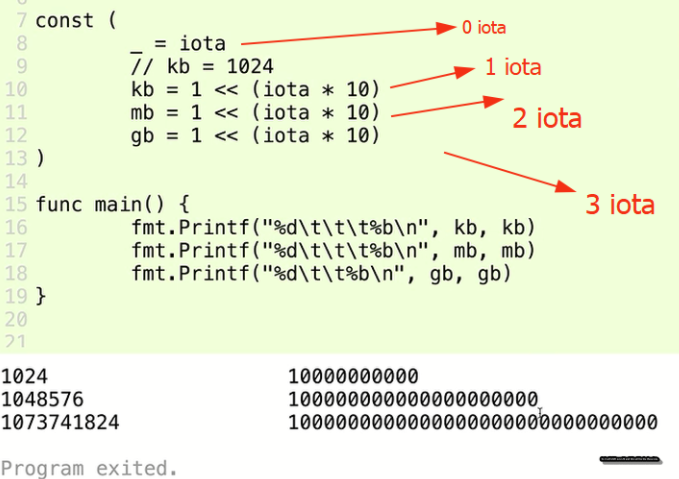 7 const (
8 _ = iota
0 iota
9 // kb = 1024
10 kb = 1 << (iota * 10)
1 iota
11 mb = 1 << (iota * 10)
2 iota
12 gb = 1 << (iota * 10)
13 )
3 iota
14
15 func main() {
16 fmt.Printf("%d\t\t\t%b\n", kb, kb)
17 fmt.Printf("%d\t\t\t%b\n", mb, mb)
18 fmt.Printf("%d\t\t%b\n", gb, gb)
19 }
20
21
1024 10000000000
1048576 100000000000000000000
1073741824 1000000000000000000000000000000
Program exited.